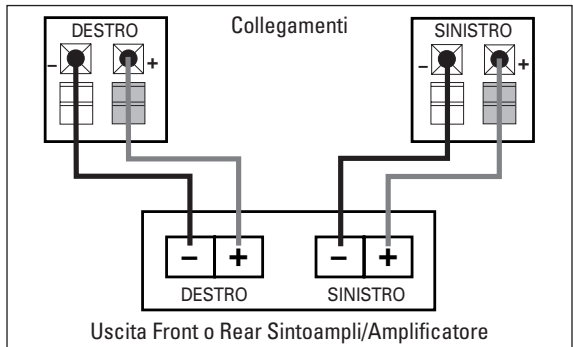 Collegamenti
DESTRO
– +
SINISTRO
– +
– + – +
DESTRO SINISTRO
Uscita Front o Rear Sintoampli/Amplificatore